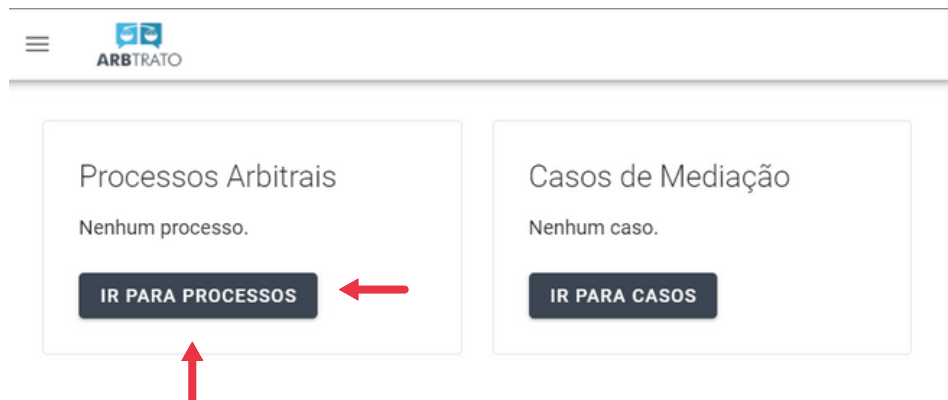 ARBTRATO
Processos Arbitrais
Nenhum processo.
IR PARA PROCESSOS
Casos de Mediação
Nenhum caso.
IR PARA CASOS